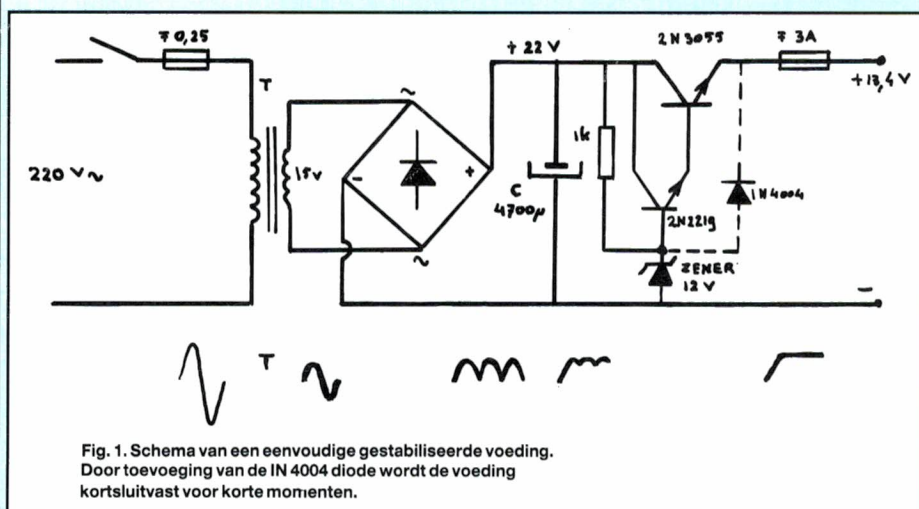 F 0,25
2N3055
F 3A
+ 22 V
+13,4 V
T
220 V ~
15v
~
-
+
~
1k
C
4700µ
1N4004
2N2219
ZENER
12 V
-
T
Fig. 1. Schema van een eenvoudige gestabiliseerde voeding.
Door toevoeging van de IN 4004 diode wordt de voeding
kortsluitvast voor korte momenten.